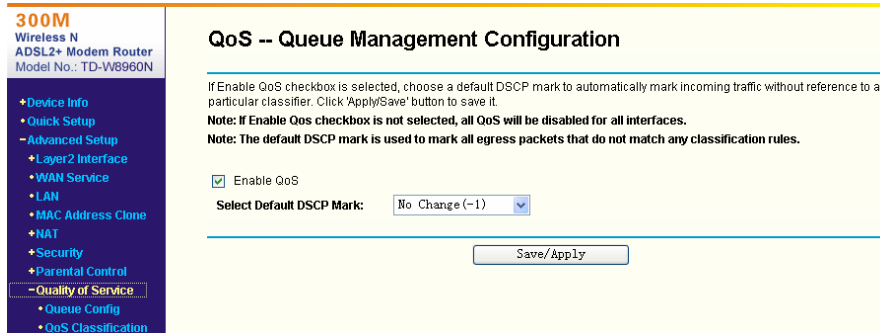 300M
Wireless N
ADSL2+ Modem Router
Model No.: TD-W8960N
+Device Info
•Quick Setup
-Advanced Setup
+Layer2 Interface
•WAN Service
•LAN
•MAC Address Clone
+NAT
+Security
+Parental Control
-Quality of Service
•Queue Config
•QoS Classification
QoS -- Queue Management Configuration
If Enable QoS checkbox is selected, choose a default DSCP mark to automatically mark incoming traffic without reference to a
particular classifier. Click 'Apply/Save' button to save it.
Note: If Enable Qos checkbox is not selected, all QoS will be disabled for all interfaces.
Note: The default DSCP mark is used to mark all egress packets that do not match any classification rules.
Enable QoS
Select Default DSCP Mark: No Change(-1)
Save/Apply